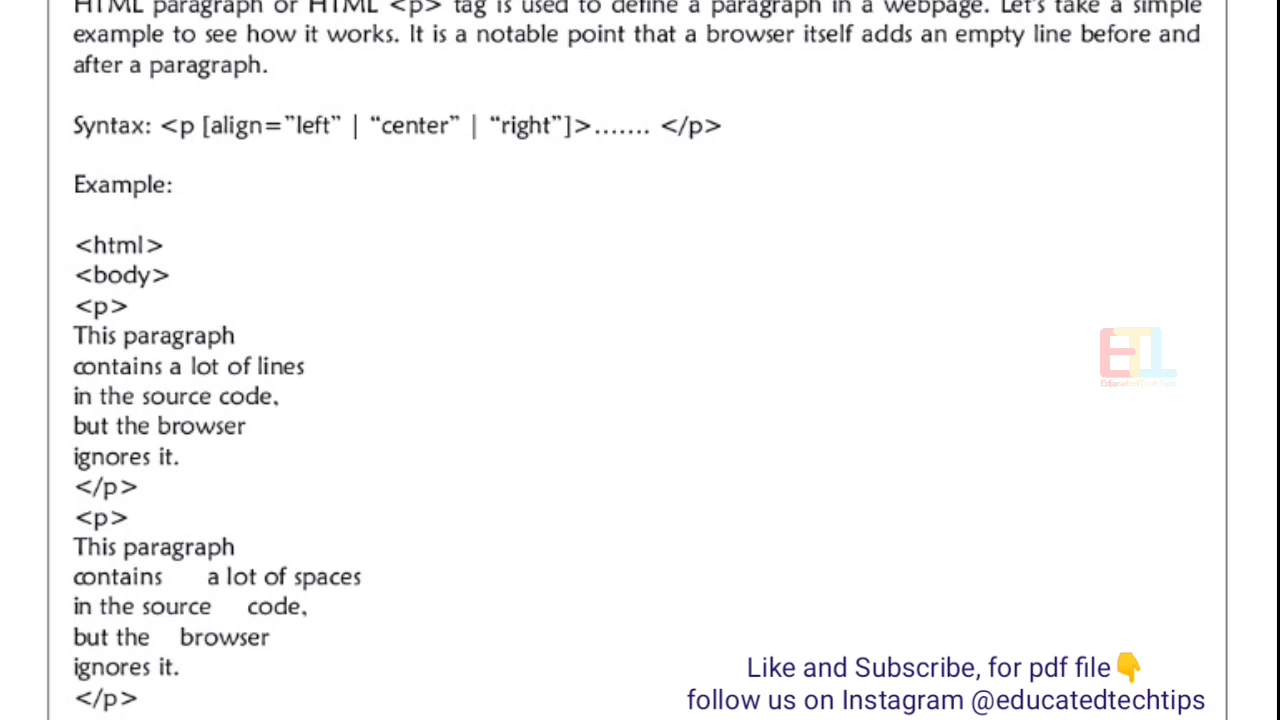 HTML paragraph or HTML <p> tag is used to define a paragraph in a webpage. Let's take a simple
example to see how it works. It is a notable point that a browser itself adds an empty line before and
after a paragraph.
Syntax: <p [align=”left” | “center” | “right”]>....... </p>
Example:
<html>
<body>
<p>
This paragraph
contains a lot of lines
in the source code,
but the browser
ignores it.
</p>
<p>
This paragraph
contains      a lot of spaces
in the source     code,
but the    browser
ignores it.
</p>
ETL
EducatedTechTips
Like and Subscribe, for pdf file👇
follow us on Instagram @educatedtechtips